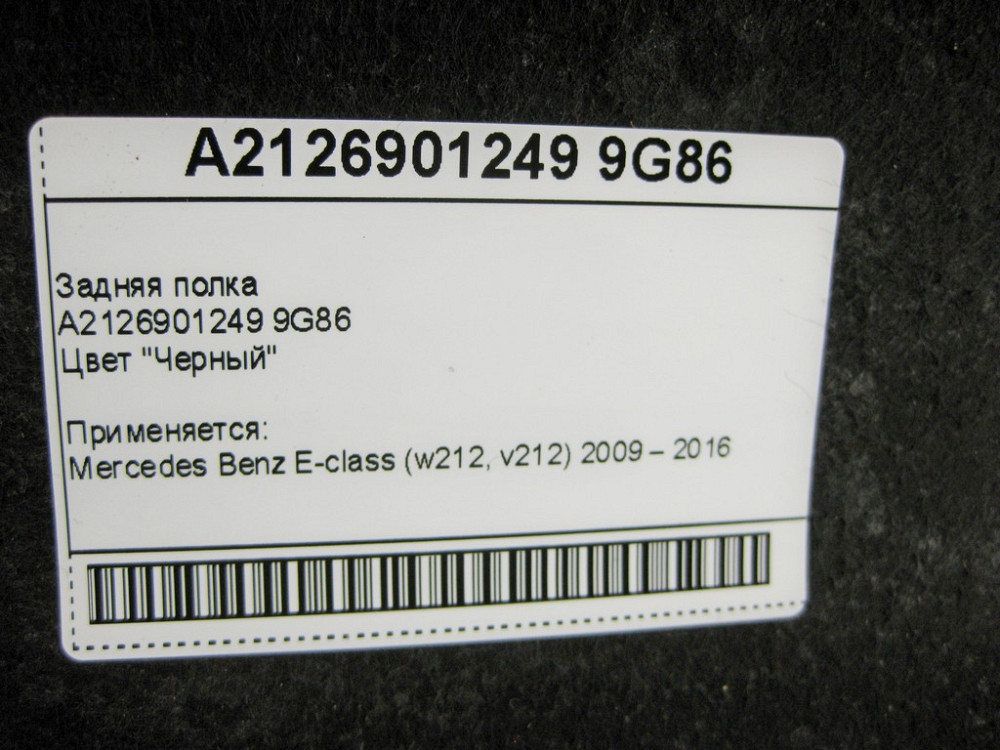 A2126901249 9G86
Задняя полка
A2126901249 9G86
Цвет "Черный"
Применяется:
Mercedes Benz E-class (w212, v212) 2009 – 2016